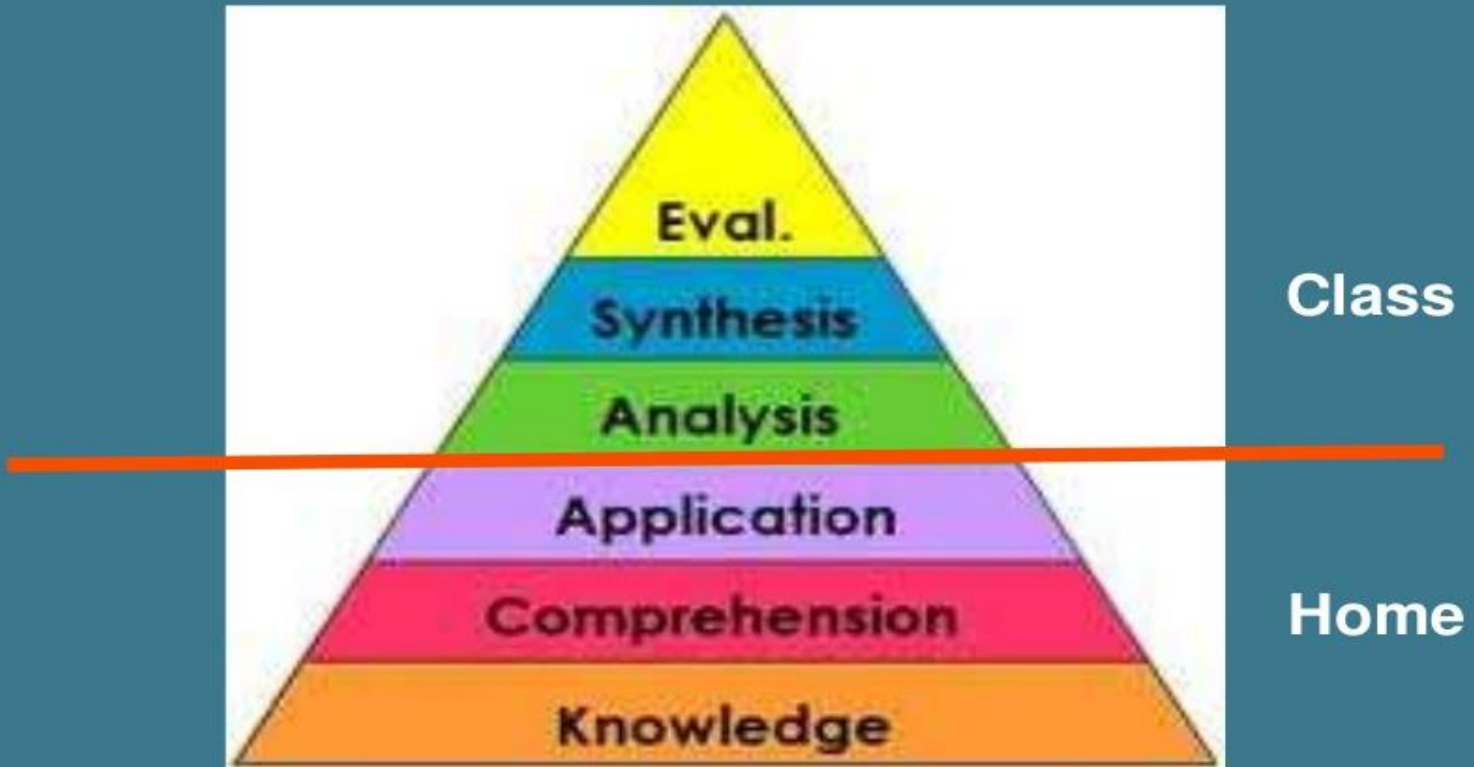 Eval.
Synthesis
Class
Analysis
Application
Comprehension
Home
Knowledge